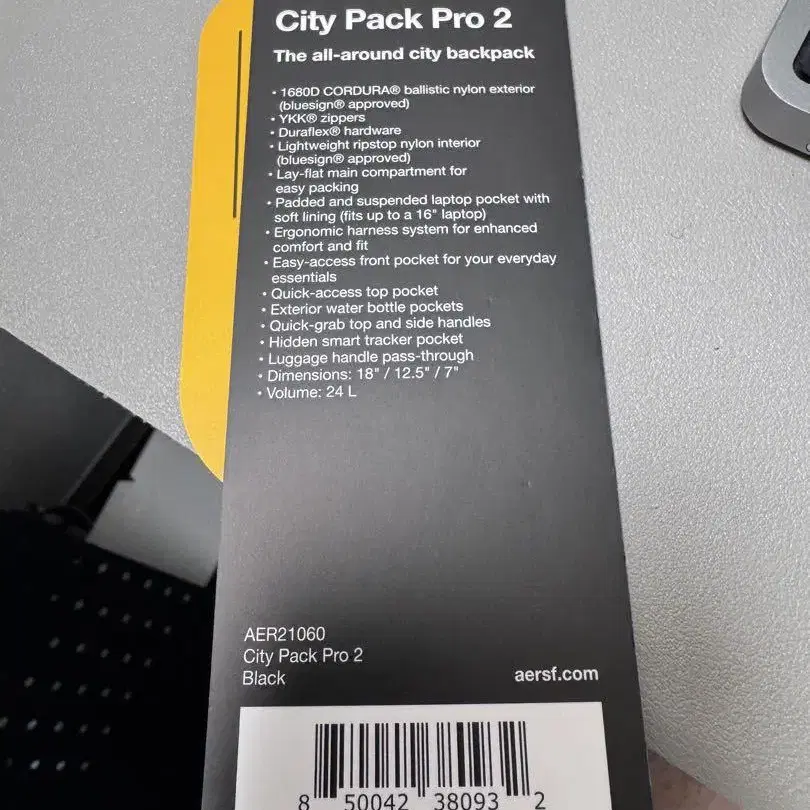 City Pack Pro 2
The all-around city backpack
• 1680D CORDURA® ballistic nylon exterior
(bluesign® approved)
• YKK® zippers
• Duraflex® hardware
• Lightweight ripstop nylon interior
(bluesign® approved)
• Lay-flat main compartment for
easy packing
• Padded and suspended laptop pocket with
soft lining (fits up to a 16" laptop)
• Ergonomic harness system for enhanced
comfort and fit
• Easy-access front pocket for your everyday
essentials
• Quick-access top pocket
• Exterior water bottle pockets
• Quick-grab top and side handles
• Hidden smart tracker pocket
• Luggage handle pass-through
• Dimensions: 18" / 12.5" / 7"
• Volume: 24 L
AER21060
City Pack Pro 2
Black
aersf.com
8 50042 38093 2